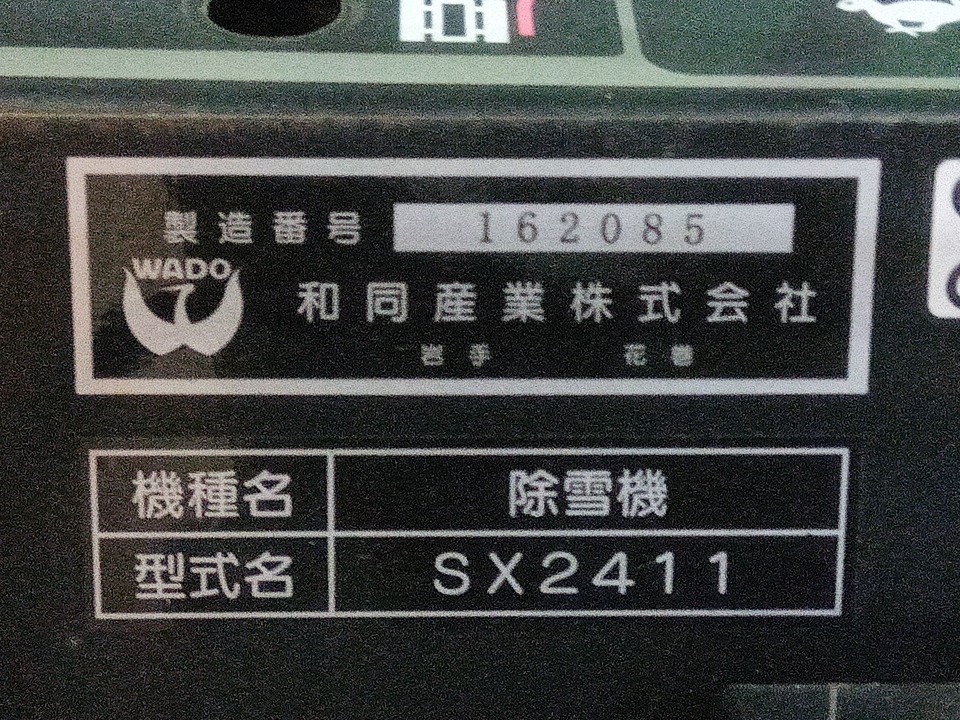 製造番号 162085
WADO
和同産業株式会社
岩手 花巻
機種名 除雪機
型式名 SX2411